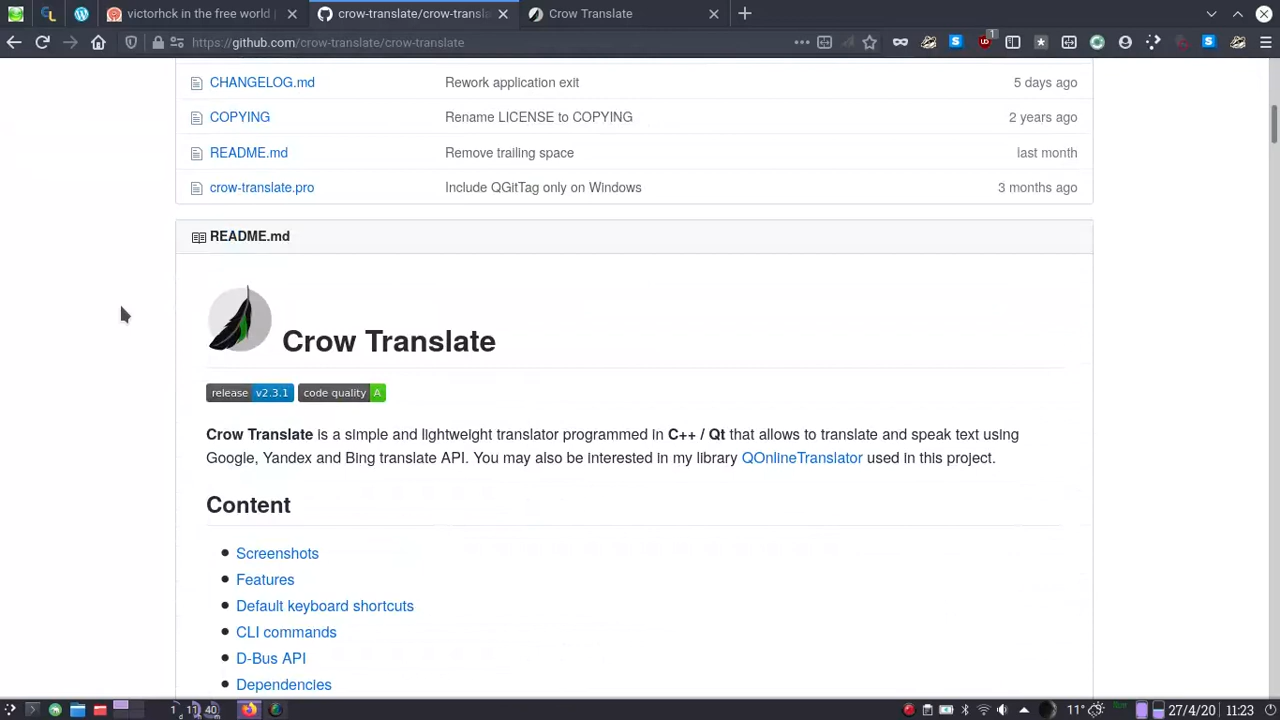 victorhck in the free world
crow-translate/crow-transla
Crow Translate
https://github.com/crow-translate/crow-translate
1
CHANGELOG.md Rework application exit 5 days ago
COPYING Rename LICENSE to COPYING 2 years ago
README.md Remove trailing space last month
crow-translate.pro Include QGitTag only on Windows 3 months ago
README.md
Crow Translate
release v2.3.1 code quality A
Crow Translate is a simple and lightweight translator programmed in C++ / Qt that allows to translate and speak text using
Google, Yandex and Bing translate API. You may also be interested in my library QOnlineTranslator used in this project.
Content
Screenshots
Features
Default keyboard shortcuts
CLI commands
D-Bus API
Dependencies
11° 27/4/20 11:23